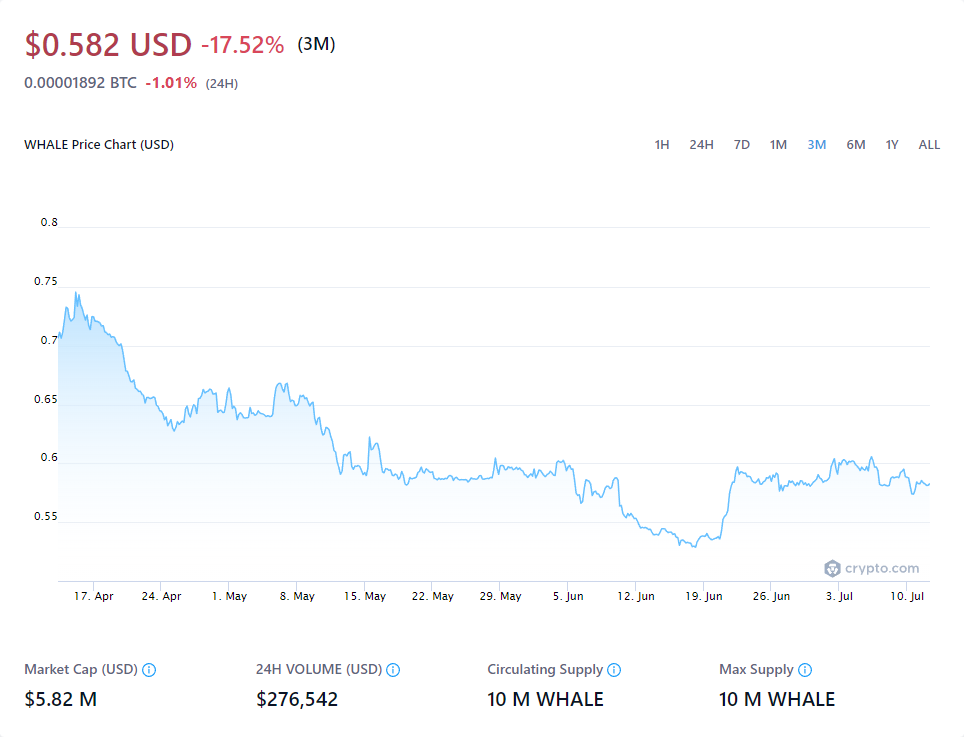 $0.582 USD -17.52% (3M)
0.00001892 BTC -1.01% (24H)
WHALE Price Chart (USD) 1H 24H 7D 1M 3M 6M 1Y ALL
0.8
0.75
0.7
0.65
0.6
0.55
crypto.com
17. Apr 24. Apr 1. May 8. May 15. May 22. May 29. May 5. Jun 12. Jun 19. Jun 26. Jun 3. Jul 10. Jul
Market Cap (USD) 24H VOLUME (USD) Circulating Supply Max Supply
$5.82 M $276,542 10 M WHALE 10 M WHALE